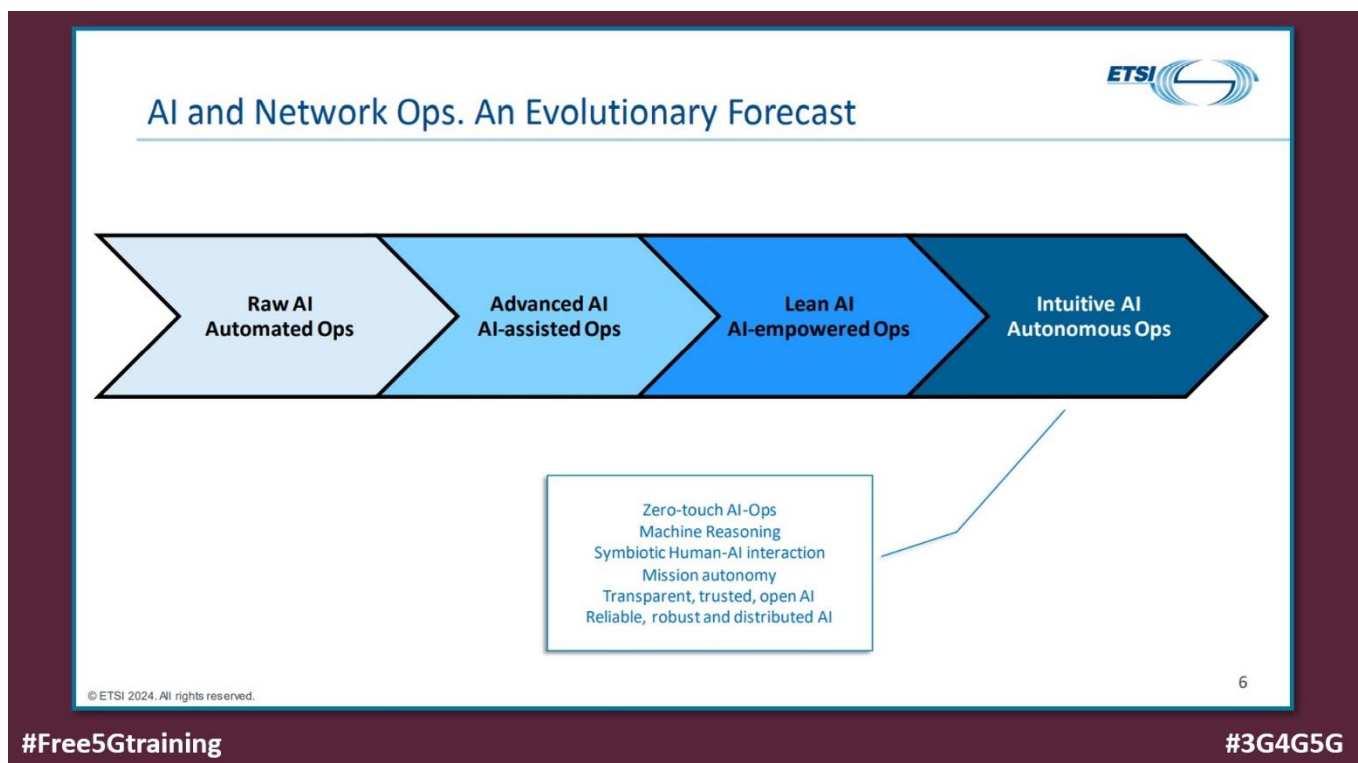 ETSI
AI and Network Ops. An Evolutionary Forecast
Raw AI
Automated Ops
Advanced AI
AI-assisted Ops
Lean AI
AI-empowered Ops
Intuitive AI
Autonomous Ops
Zero-touch AI-Ops
Machine Reasoning
Symbiotic Human-AI interaction
Mission autonomy
Transparent, trusted, open AI
Reliable, robust and distributed AI
© ETSI 2024. All rights reserved.
6
#Free5Gtraining
#3G4G5G